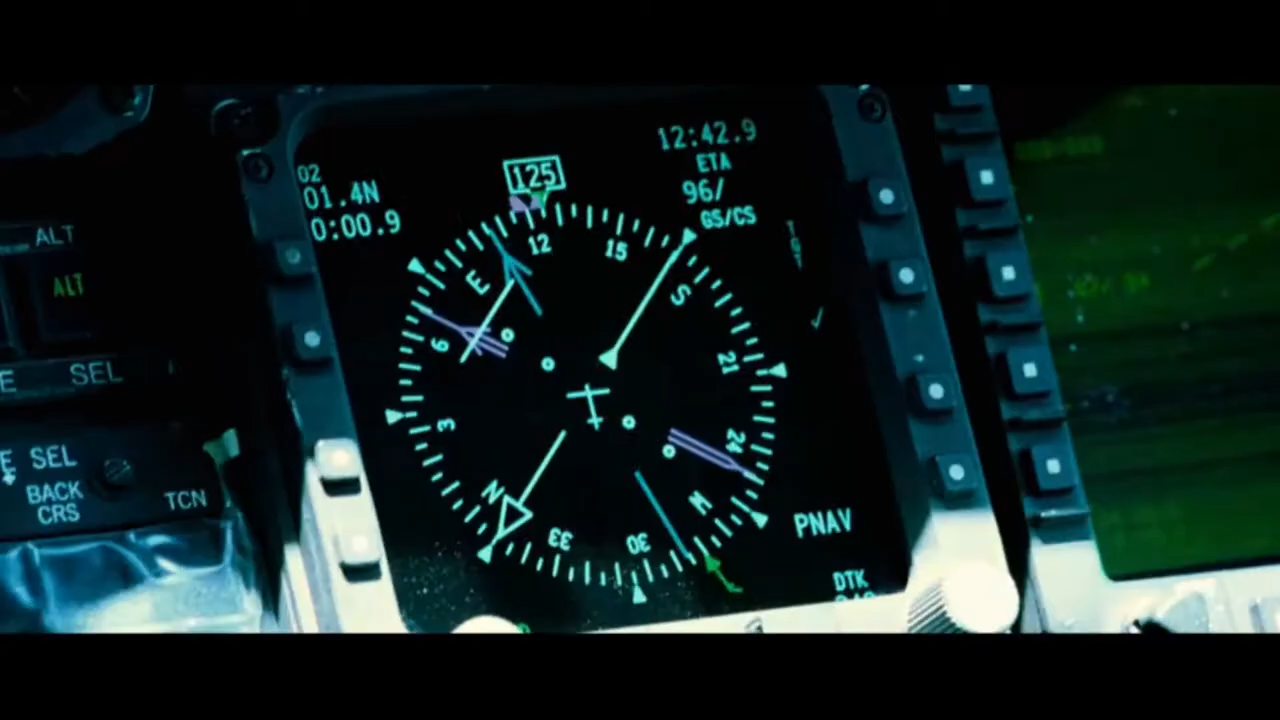 02
01.4N
0:00.9
125
12:42.9
ETA
96/
GS/CS
TGT
12
15
S
21
24
W
30
33
N
3
6
E
PNAV
DTK
ALT
ALT
SEL
E SEL
BACK
CRS
TCN